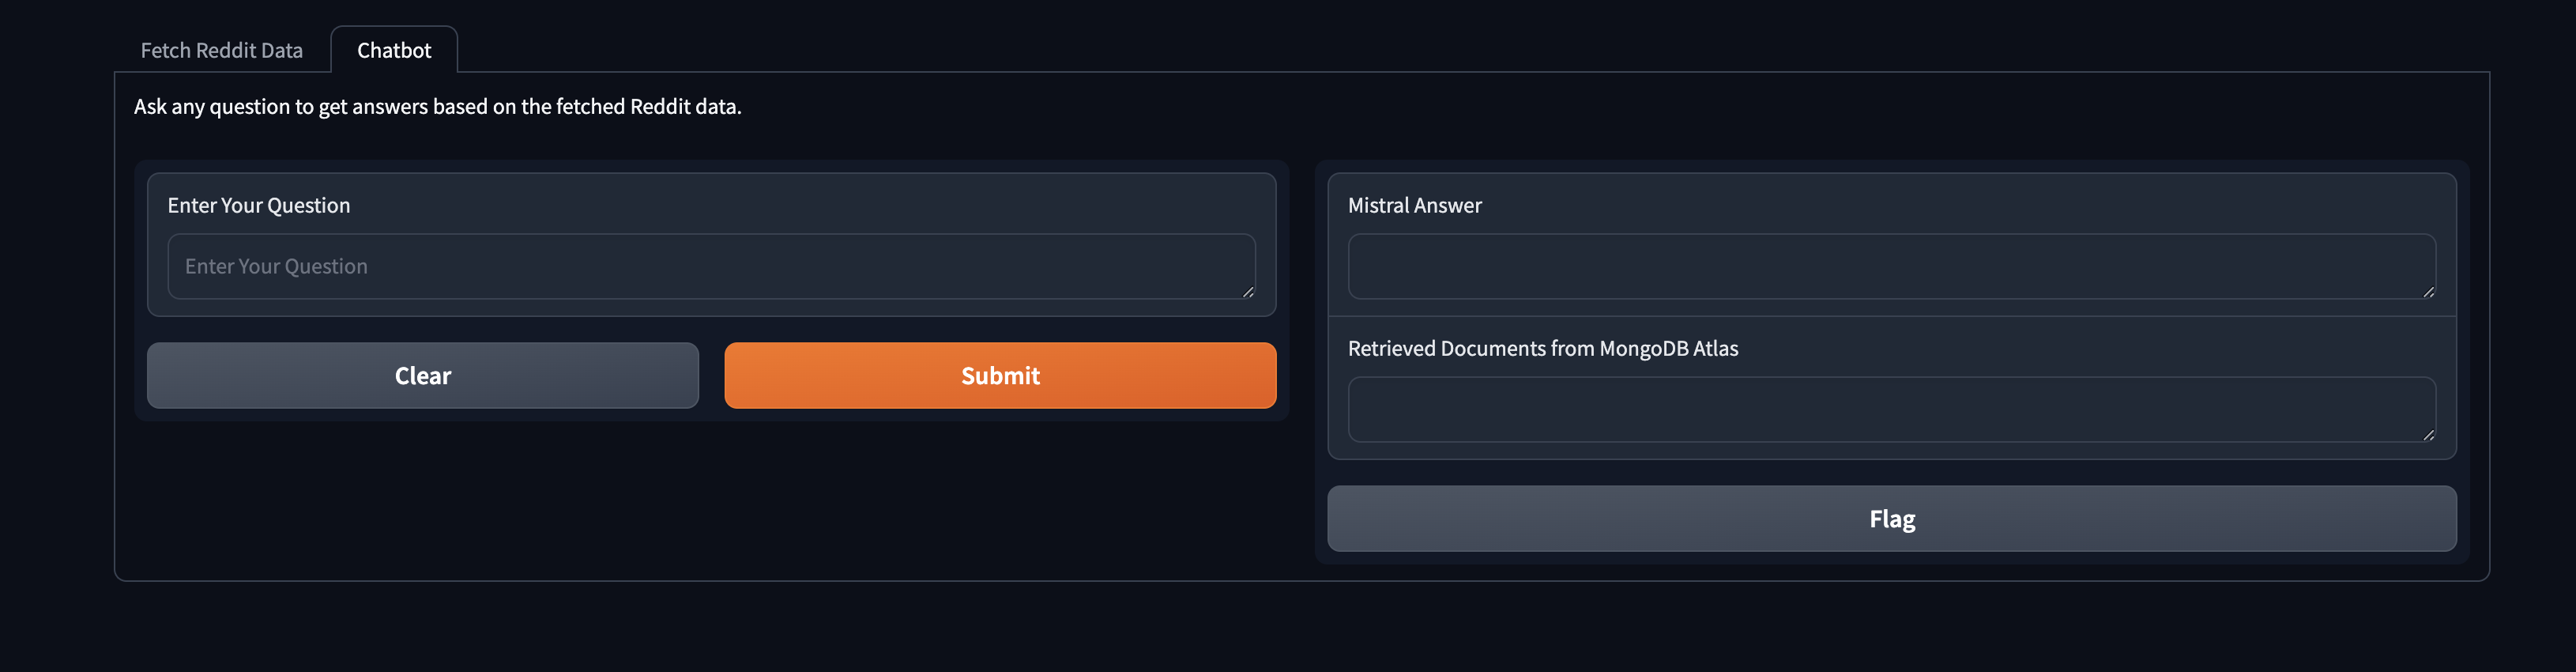 Fetch Reddit Data
Chatbot
Ask any question to get answers based on the fetched Reddit data.
Enter Your Question
Enter Your Question
Clear
Submit
Mistral Answer
Retrieved Documents from MongoDB Atlas
Flag